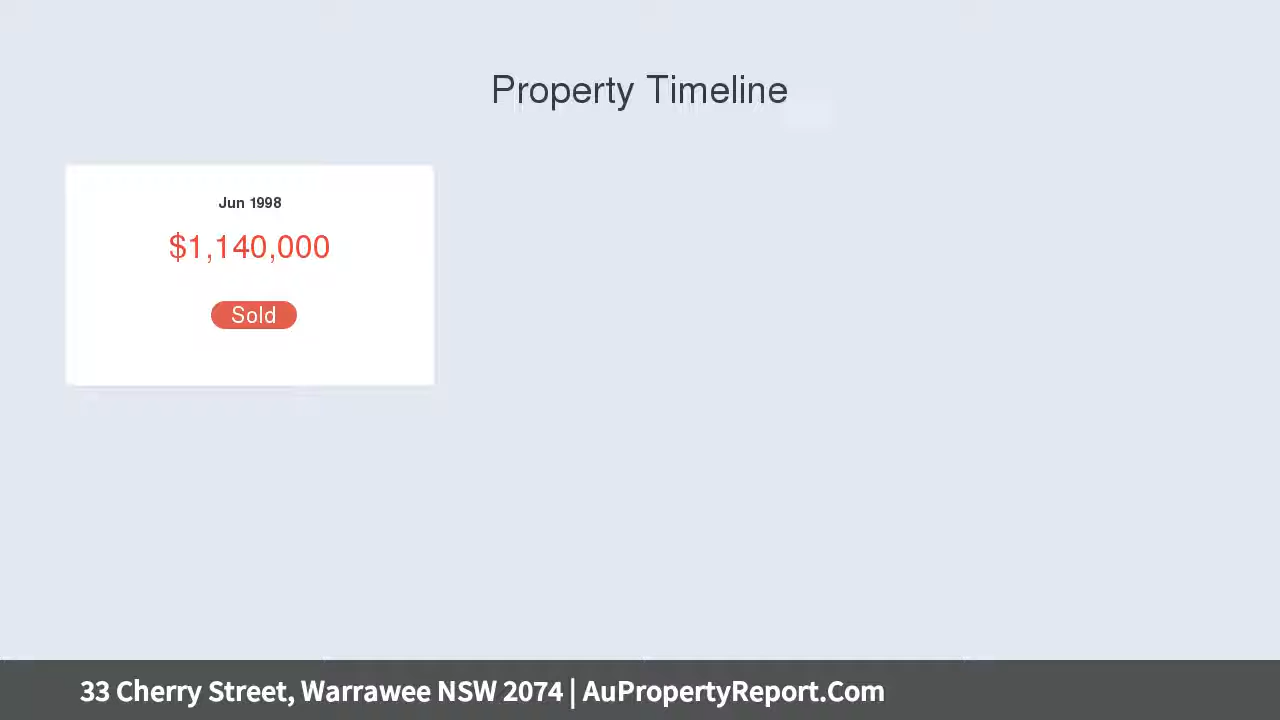 Property Timeline
Jun 1998
$1,140,000
Sold
33 Cherry Street, Warrawee NSW 2074 | AuPropertyReport.Com